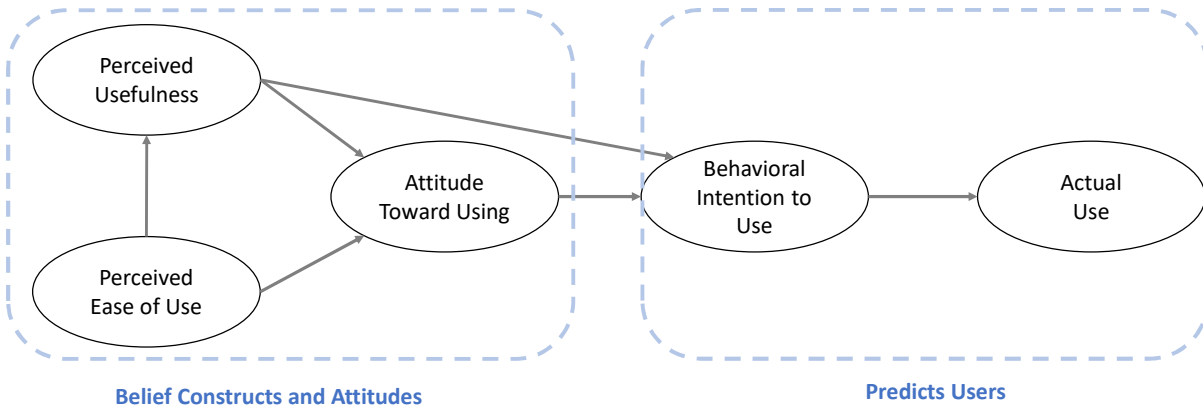 Perceived
Usefulness
Attitude
Toward Using
Behavioral
Intention to
Use
Actual
Use
Perceived
Ease of Use
Belief Constructs and Attitudes
Predicts Users